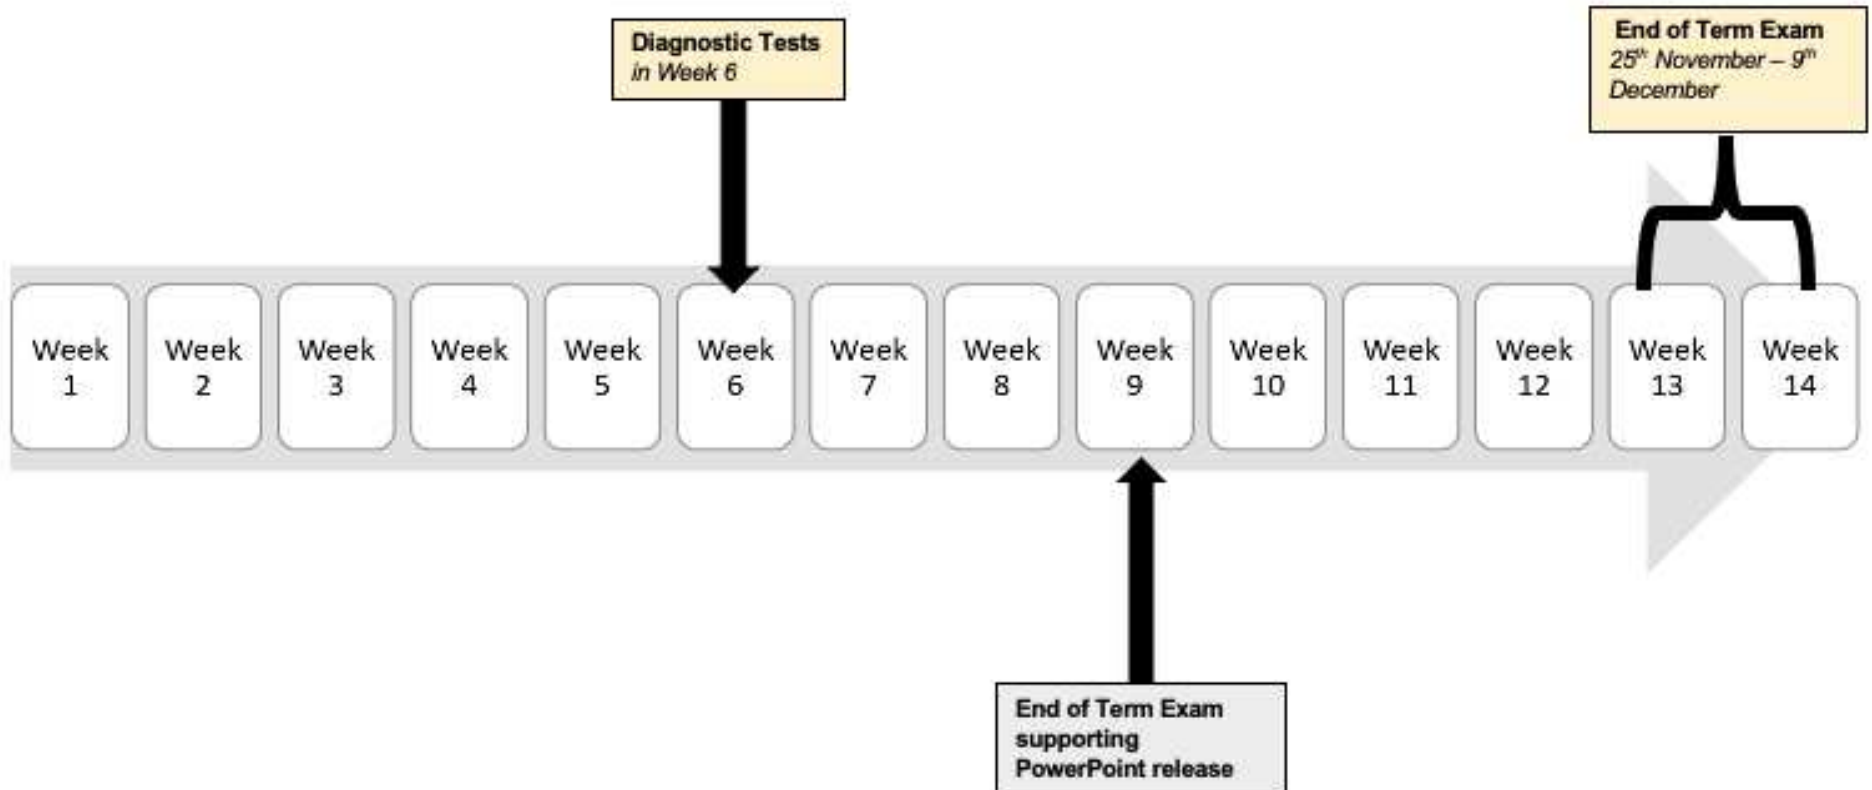 Diagnostic Tests
in Week 6
End of Term Exam
25th November – 9th
December
Week
1
Week
2
Week
3
Week
4
Week
5
Week
6
Week
7
Week
8
Week
9
Week
10
Week
11
Week
12
Week
13
Week
14
End of Term Exam
supporting
PowerPoint release